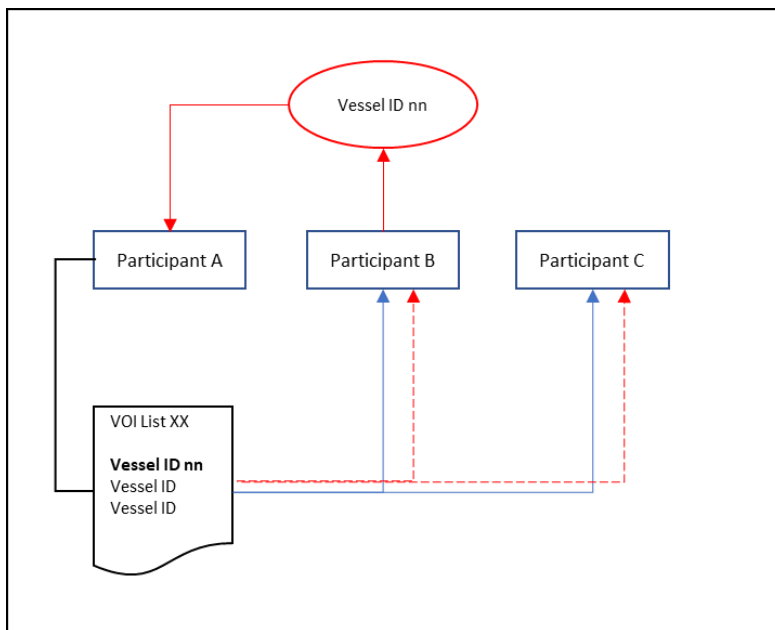 Vessel ID nn
Participant A
Participant B
Participant C
VOI List XX
Vessel ID nn
Vessel ID
Vessel ID